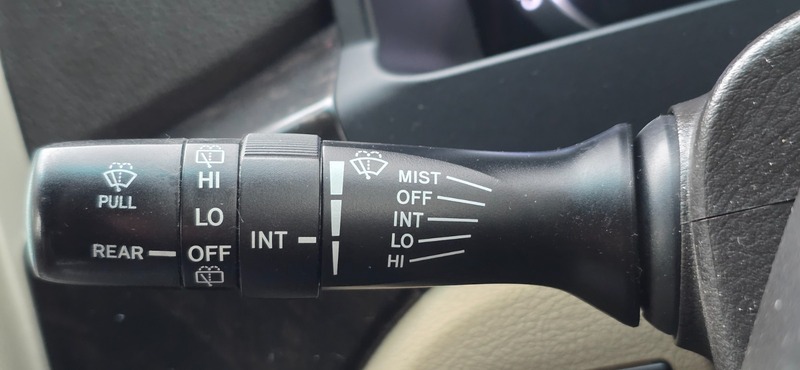 PULL
REAR
HI
LO
OFF
INT
MIST
OFF
INT
LO
HI